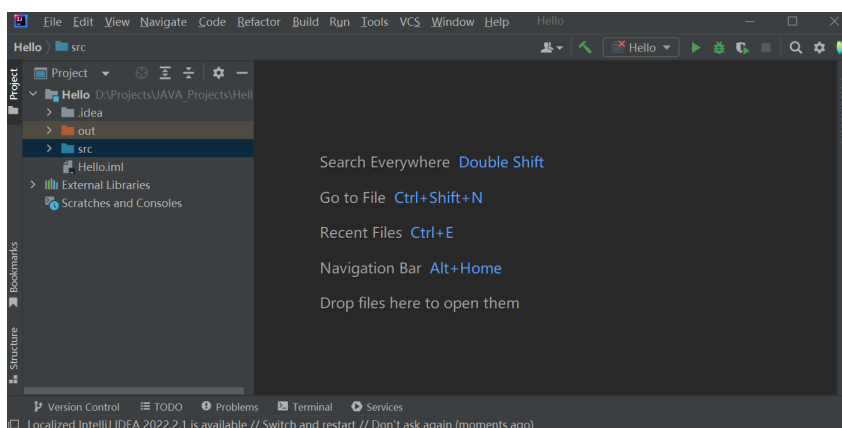 File Edit View Navigate Code Refactor Build Run Tools VCS Window Help Hello
Hello src
Hello
Project
Project
Hello D:\Projects\JAVA_Projects\Hell
.idea
out
src
Hello.iml
External Libraries
Scratches and Consoles
Search Everywhere Double Shift
Go to File Ctrl+Shift+N
Recent Files Ctrl+E
Navigation Bar Alt+Home
Drop files here to open them
Bookmarks
Structure
Version Control TODO Problems Terminal Services
Localized IntelliJ IDEA 2022.2.1 is available // Switch and restart // Don't ask again (moments ago)